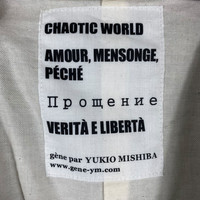 CHAOTIC WORLD
AMOUR, MENSONGE,
PÉCHÉ
Прощение
VERITÀ E LIBERTÀ
gène par YUKIO MISHIBA
www.gene-ym.com